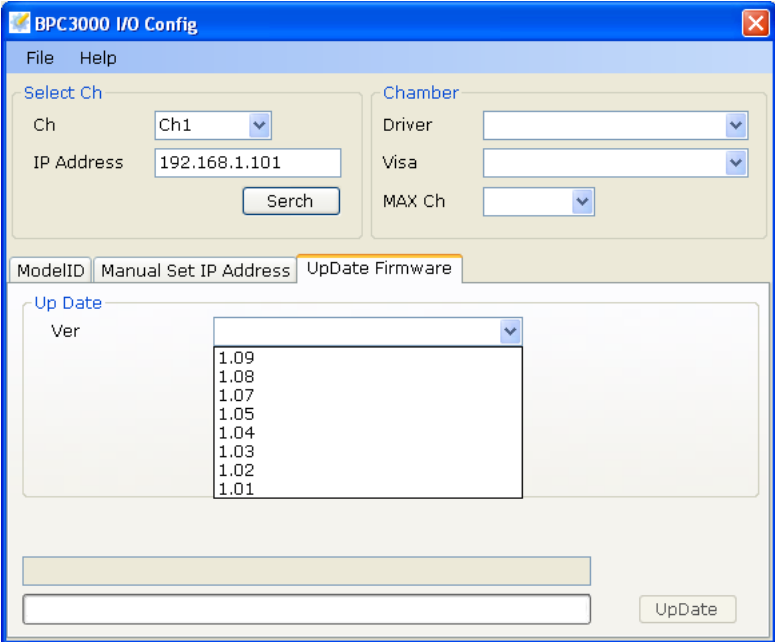 BPC3000 I/O Config
File Help
Select Ch
Ch Ch1
IP Address 192.168.1.101
Serch
Chamber
Driver
Visa
MAX Ch
ModelID Manual Set IP Address UpDate Firmware
Up Date
Ver
1.09
1.08
1.07
1.05
1.04
1.03
1.02
1.01
UpDate